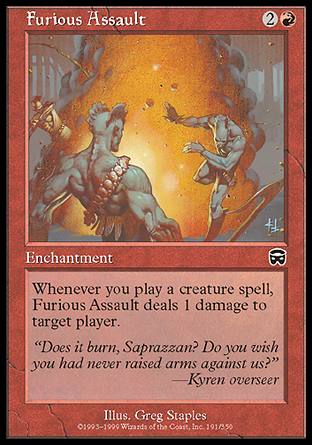 Furious Assault 2
Enchantment
Whenever you play a creature spell,
Furious Assault deals 1 damage to
target player.
“Does it burn, Saprazzan? Do you wish
you had never raised arms against us?”
—Kyren overseer
Illus. Greg Staples
©1993–1999 Wizards of the Coast, Inc. 191/350